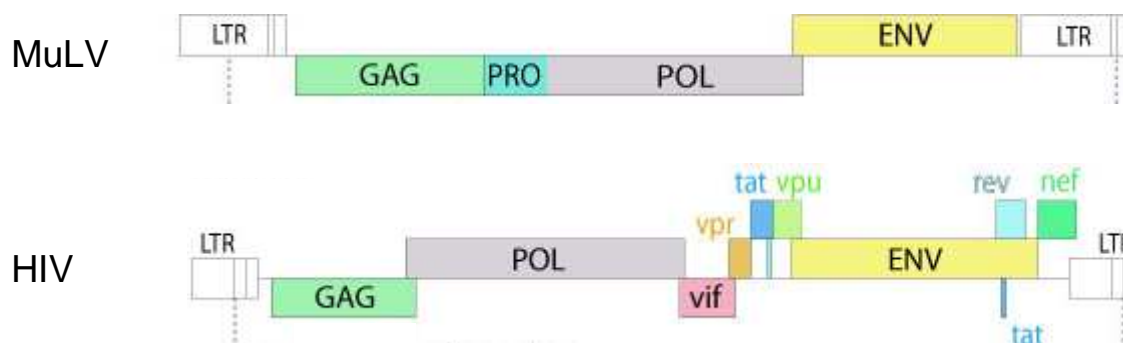 MuLV
LTR ENV LTR
GAG PRO POL
tat vpu rev nef
vpr
HIV
LTR POL ENV
GAG vif
tat